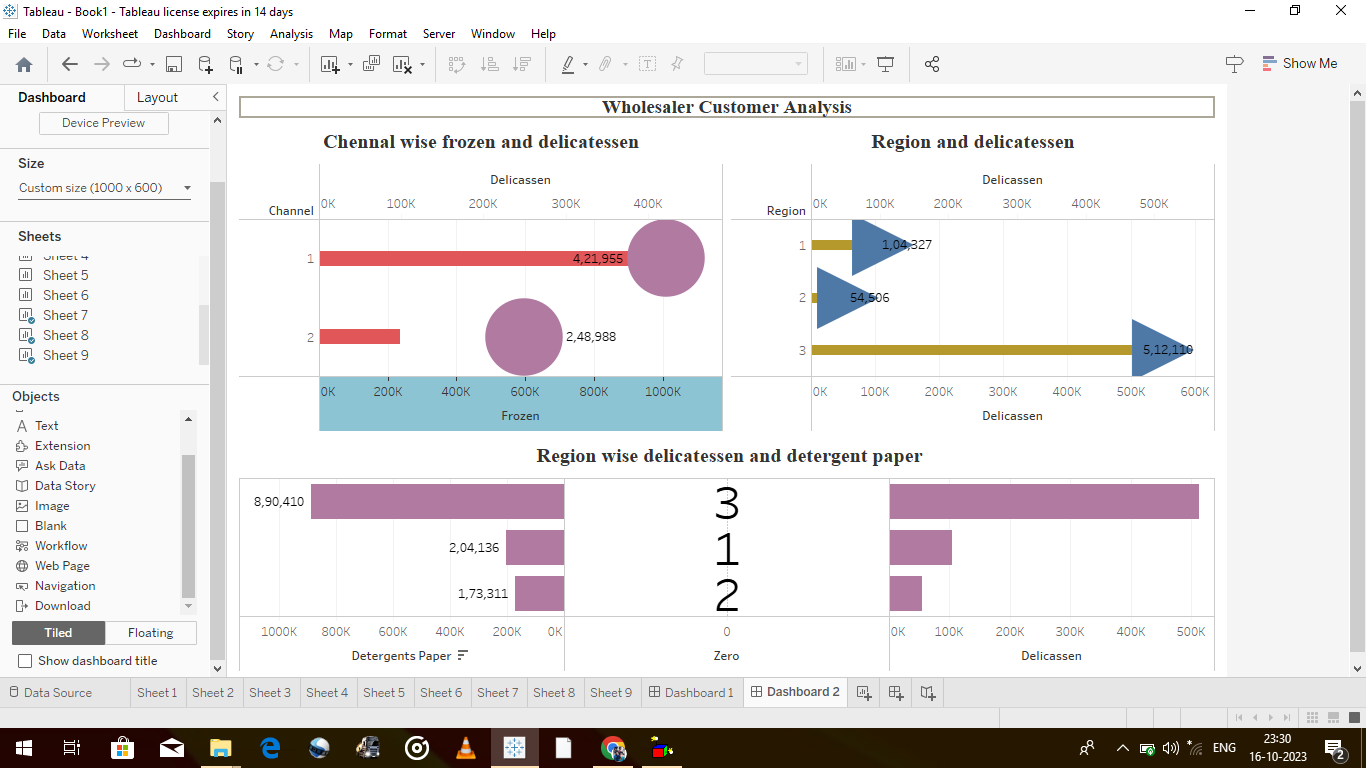 Tableau - Book1 - Tableau license expires in 14 days
File Data Worksheet Dashboard Story Analysis Map Format Server Window Help
Show Me
Dashboard Layout
Device Preview
Size
Custom size (1000 x 600)
Sheets
Sheet 4
Sheet 5
Sheet 6
Sheet 7
Sheet 8
Sheet 9
Objects
Text
Extension
Ask Data
Data Story
Image
Blank
Workflow
Web Page
Navigation
Download
Tiled Floating
Show dashboard title
Wholesaler Customer Analysis
Chennal wise frozen and delicatessen
Delicassen
Channel 0K 100K 200K 300K 400K
1 4,21,955
2 2,48,988
0K 200K 400K 600K 800K 1000K
Frozen
Region and delicatessen
Delicassen
Region 0K 100K 200K 300K 400K 500K
1 1,04,327
2 54,506
3 5,12,110
0K 100K 200K 300K 400K 500K 600K
Delicassen
Region wise delicatessen and detergent paper
8,90,410 3
2,04,136 1
1,73,311 2
1000K 800K 600K 400K 200K 0K 0 0K 100K 200K 300K 400K 500K
Detergents Paper Zero Delicassen
Data Source Sheet 1 Sheet 2 Sheet 3 Sheet 4 Sheet 5 Sheet 6 Sheet 7 Sheet 8 Sheet 9 Dashboard 1 Dashboard 2
ENG 23:30
16-10-2023 2